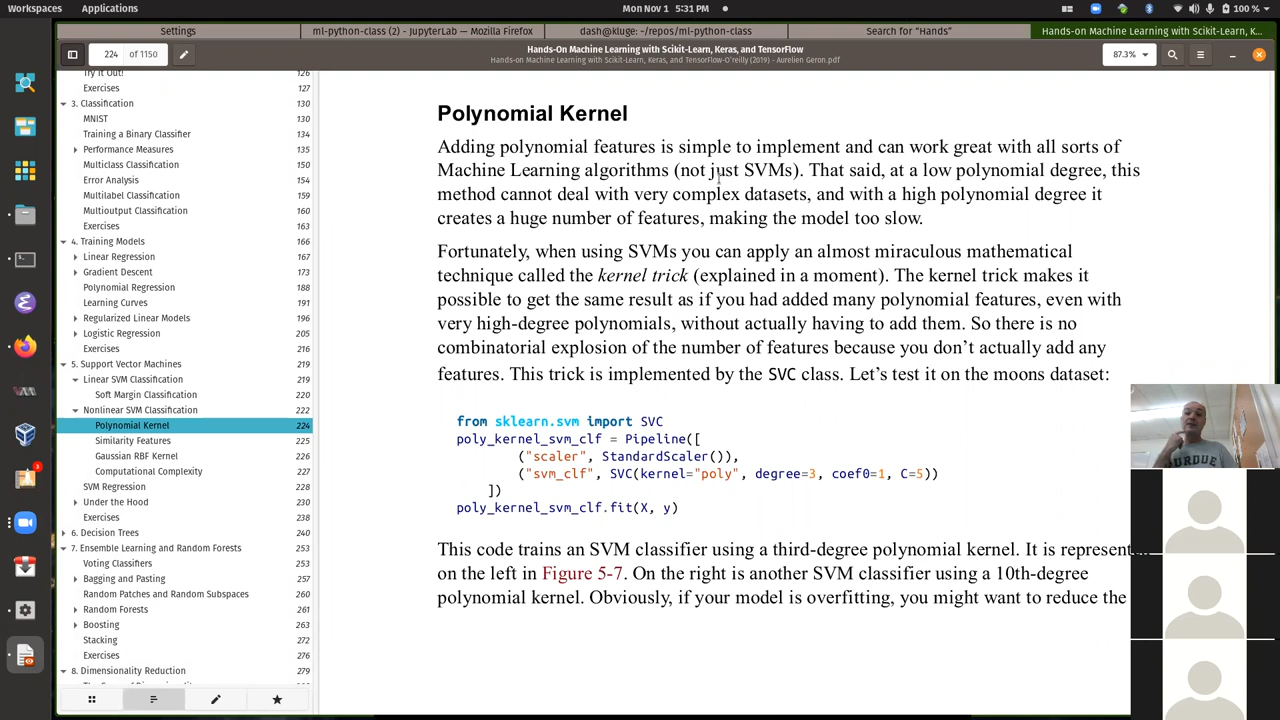 Workspaces Applications Mon Nov 1 5:31 PM 100 %
Settings ml-python-class (2) - JupyterLab — Mozilla Firefox dash@kluge: ~/repos/ml-python-class Search for "Hands" Hands-On Machine Learning with Scikit-Learn, Keras, and TensorFlow, K...
224 of 1150
Hands-On Machine Learning with Scikit-Learn, Keras, and TensorFlow
Hands-on Machine Learning with Scikit-Learn, Keras, and TensorFlow-O'reilly (2019) - Aurelien Geron.pdf
87.3%
Try It Out! 126
Exercises 127
3. Classification 130
MNIST 130
Training a Binary Classifier 134
Performance Measures 135
Multiclass Classification 150
Error Analysis 154
Multilabel Classification 159
Multioutput Classification 160
Exercises 163
4. Training Models 166
Linear Regression 167
Gradient Descent 173
Polynomial Regression 188
Learning Curves 191
Regularized Linear Models 196
Logistic Regression 205
Exercises 216
5. Support Vector Machines 219
Linear SVM Classification 219
Soft Margin Classification 220
Nonlinear SVM Classification 222
Polynomial Kernel 224
Similarity Features 225
Gaussian RBF Kernel 226
Computational Complexity 227
SVM Regression 228
Under the Hood 230
Exercises 238
6. Decision Trees 240
7. Ensemble Learning and Random Forests 253
Voting Classifiers 253
Bagging and Pasting 257
Random Patches and Random Subspaces 260
Random Forests 261
Boosting 263
Stacking 272
Exercises 276
8. Dimensionality Reduction 279
Polynomial Kernel
Adding polynomial features is simple to implement and can work great with all sorts of
Machine Learning algorithms (not just SVMs). That said, at a low polynomial degree, this
method cannot deal with very complex datasets, and with a high polynomial degree it
creates a huge number of features, making the model too slow.
Fortunately, when using SVMs you can apply an almost miraculous mathematical
technique called the kernel trick (explained in a moment). The kernel trick makes it
possible to get the same result as if you had added many polynomial features, even with
very high-degree polynomials, without actually having to add them. So there is no
combinatorial explosion of the number of features because you don't actually add any
features. This trick is implemented by the SVC class. Let's test it on the moons dataset:
from sklearn.svm import SVC
poly_kernel_svm_clf = Pipeline([
("scaler", StandardScaler()),
("svm_clf", SVC(kernel="poly", degree=3, coef0=1, C=5))
])
poly_kernel_svm_clf.fit(X, y)
This code trains an SVM classifier using a third-degree polynomial kernel. It is represente
on the left in Figure 5-7. On the right is another SVM classifier using a 10th-degree
polynomial kernel. Obviously, if your model is overfitting, you might want to reduce the
PURDUE
3